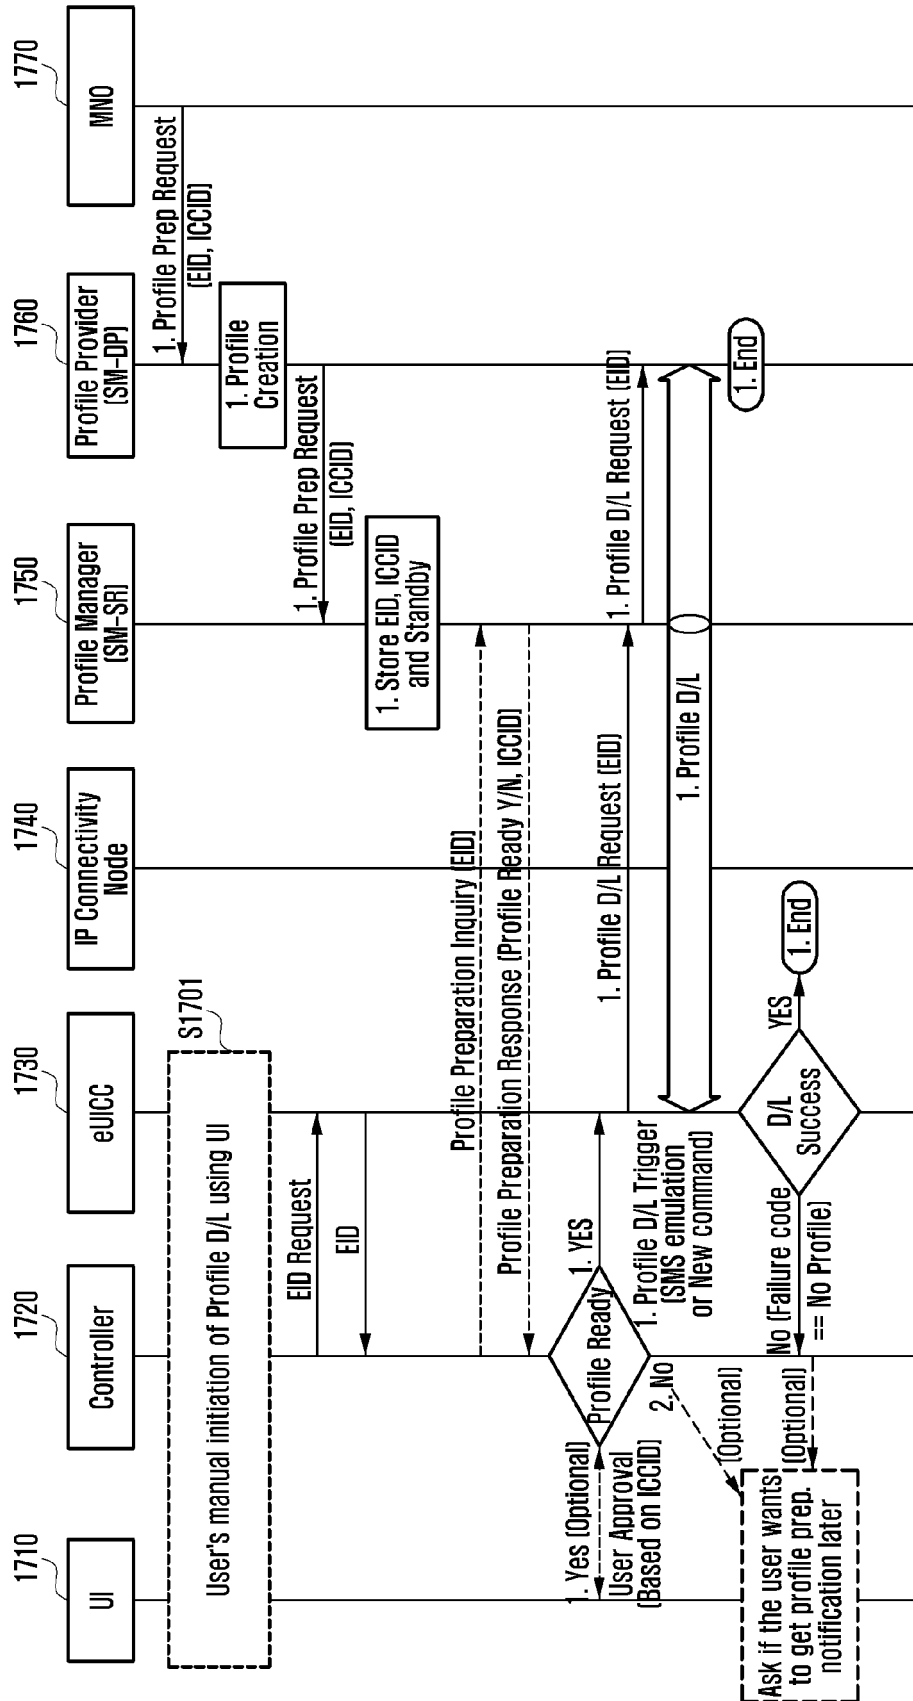 1710
1720
1730
1740
1750
1760
1770
UI
Controller
eUICC
IP Connectivity
Node
Profile Manager
(SM-SR)
Profile Provider
(SM-DP)
MNO
S1701
User's manual initiation of Profile D/L using UI
1. Profile Prep Request
(EID, ICCID)
1. Profile
Creation
EID Request
EID
1. Profile Prep Request
(EID, ICCID)
1. Store EID, ICCID
and Standby
Profile Preparation Inquiry (EID)
Profile Preparation Response (Profile Ready Y/N, ICCID)
1. Yes (Optional)
User Approval
(Based on ICCID)
Profile Ready
1. YES
2. No
(Optional)
1. Profile D/L Trigger
(SMS emulation
or New command)
1. Profile D/L Request (EID)
1. Profile D/L Request (EID)
1. Profile D/L
1. End
D/L
Success
YES
1. End
No (Failure code
== No Profile)
(Optional)
Ask if the user wants
to get profile prep.
notification later